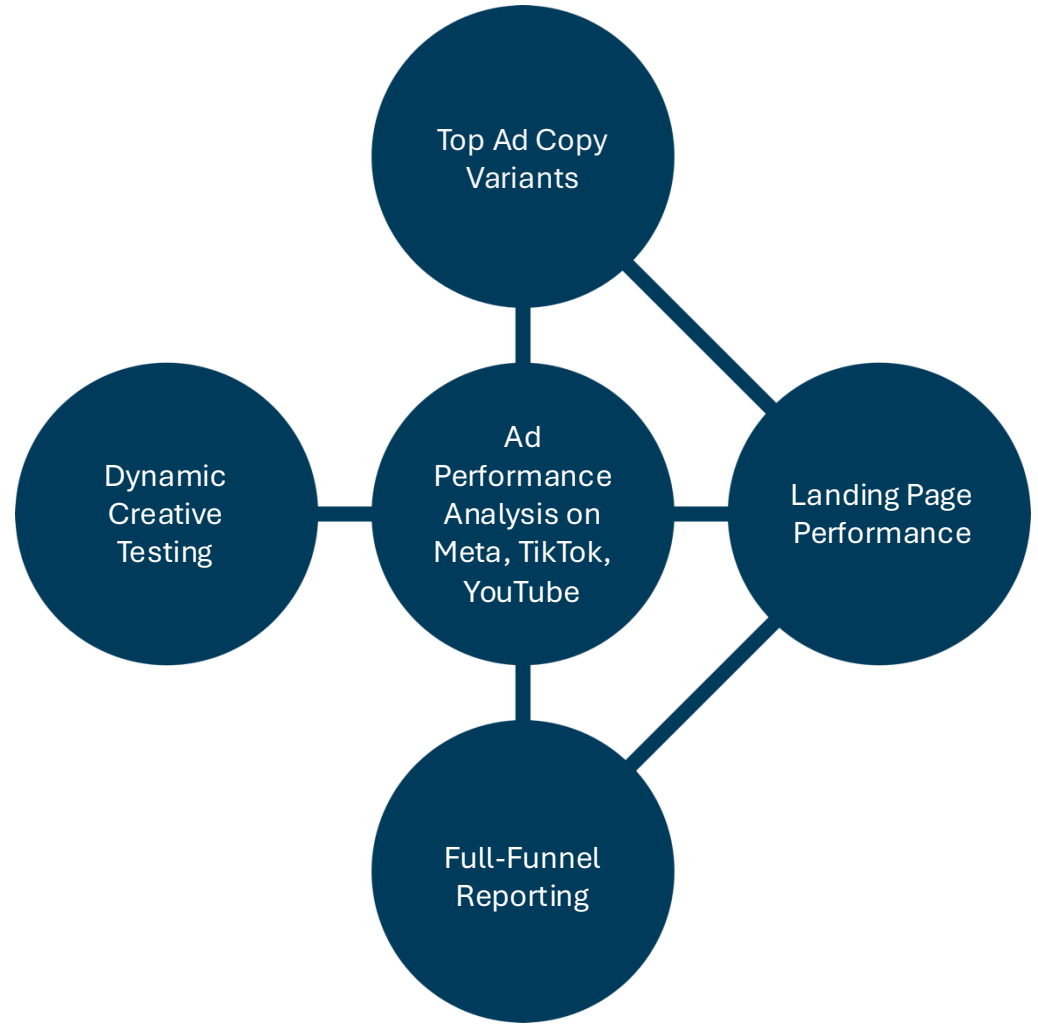 Top Ad Copy
Variants
Dynamic
Creative
Testing
Ad
Performance
Analysis on
Meta, TikTok,
YouTube
Landing Page
Performance
Full-Funnel
Reporting